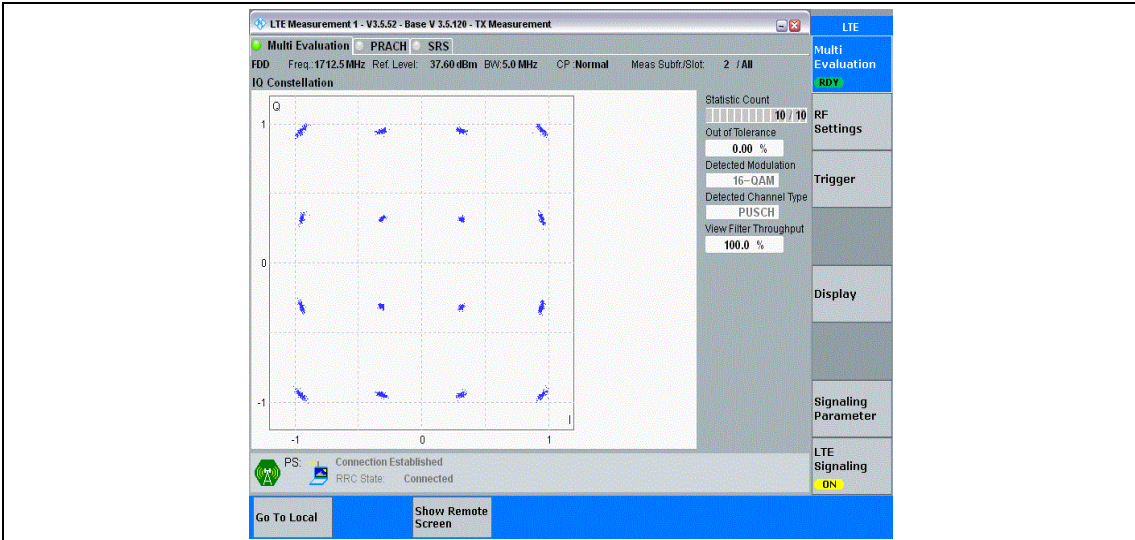 LTE Measurement 1 - V3.5.52 - Base V 3.5.120 - TX Measurement
LTE
Multi Evaluation PRACH SRS
FDD Freq.:1712.5 MHz Ref. Level: 37.60 dBm BW:5.0 MHz CP :Normal Meas Subfr./Slot: 2 / All
IQ Constellation
Q
1
0
-1
I
-1 0 1
Statistic Count
10 / 10
Out of Tolerance
0.00 %
Detected Modulation
16-QAM
Detected Channel Type
PUSCH
View Filter Throughput
100.0 %
Multi
Evaluation
RDY
RF
Settings
Trigger
Display
Signaling
Parameter
LTE
Signaling
ON
PS: Connection Established
RRC State: Connected
Go To Local
Show Remote
Screen